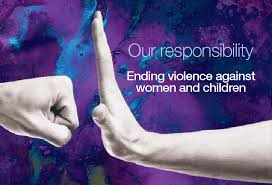 Our responsibility
Ending violence against
women and children